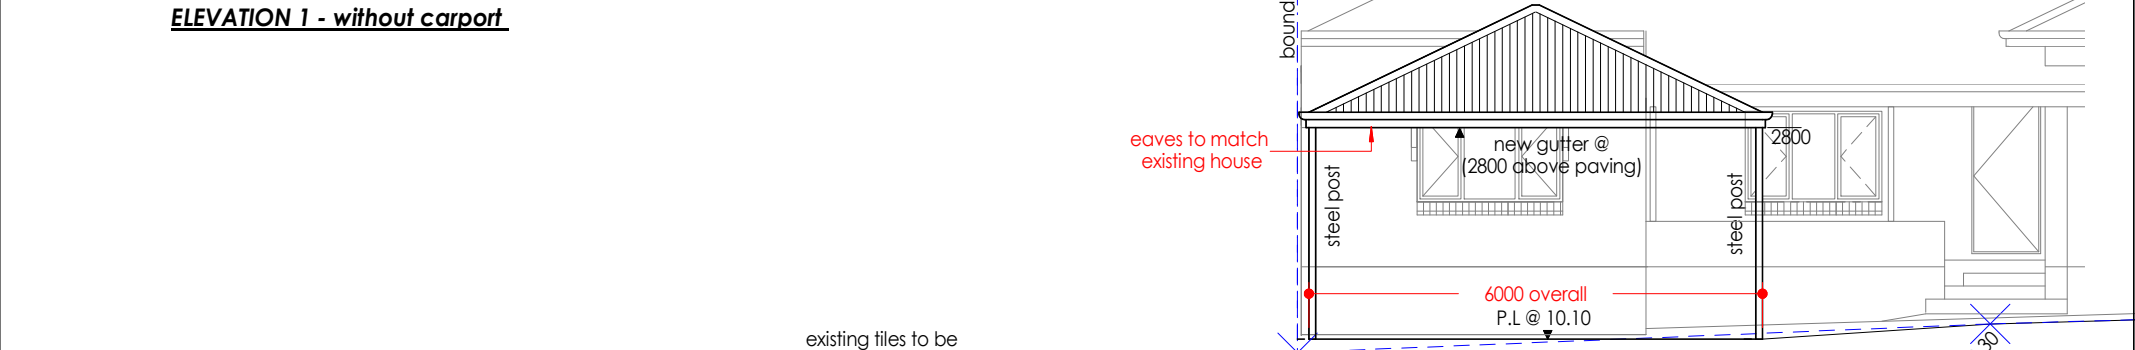 ELEVATION 1 - without carport
bound
eaves to match
existing house
2800
new gutter @
(2800 above paving)
steel post
steel post
6000 overall
P.L @ 10.10
existing tiles to be
30